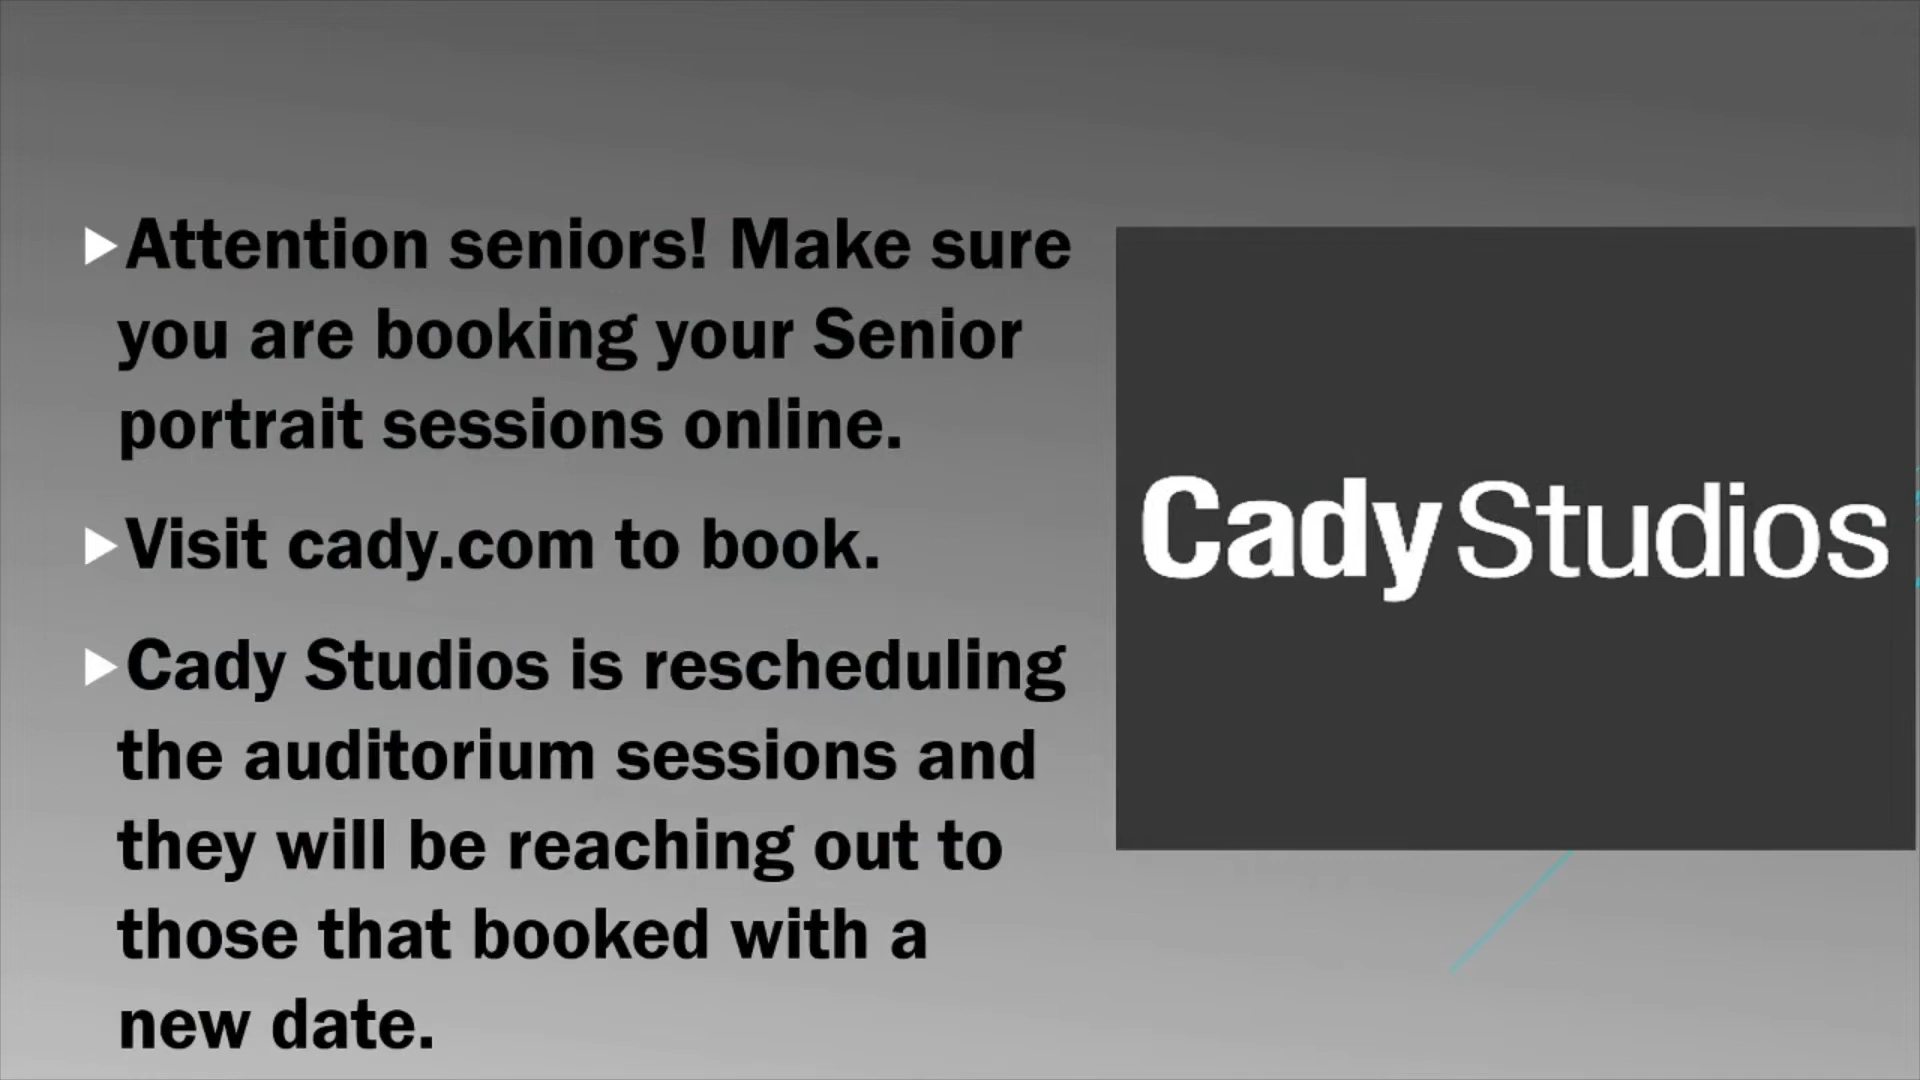 Attention seniors! Make sure
you are booking your Senior
portrait sessions online.
Visit cady.com to book.
Cady Studios is rescheduling
the auditorium sessions and
they will be reaching out to
those that booked with a
new date.
Cady Studios